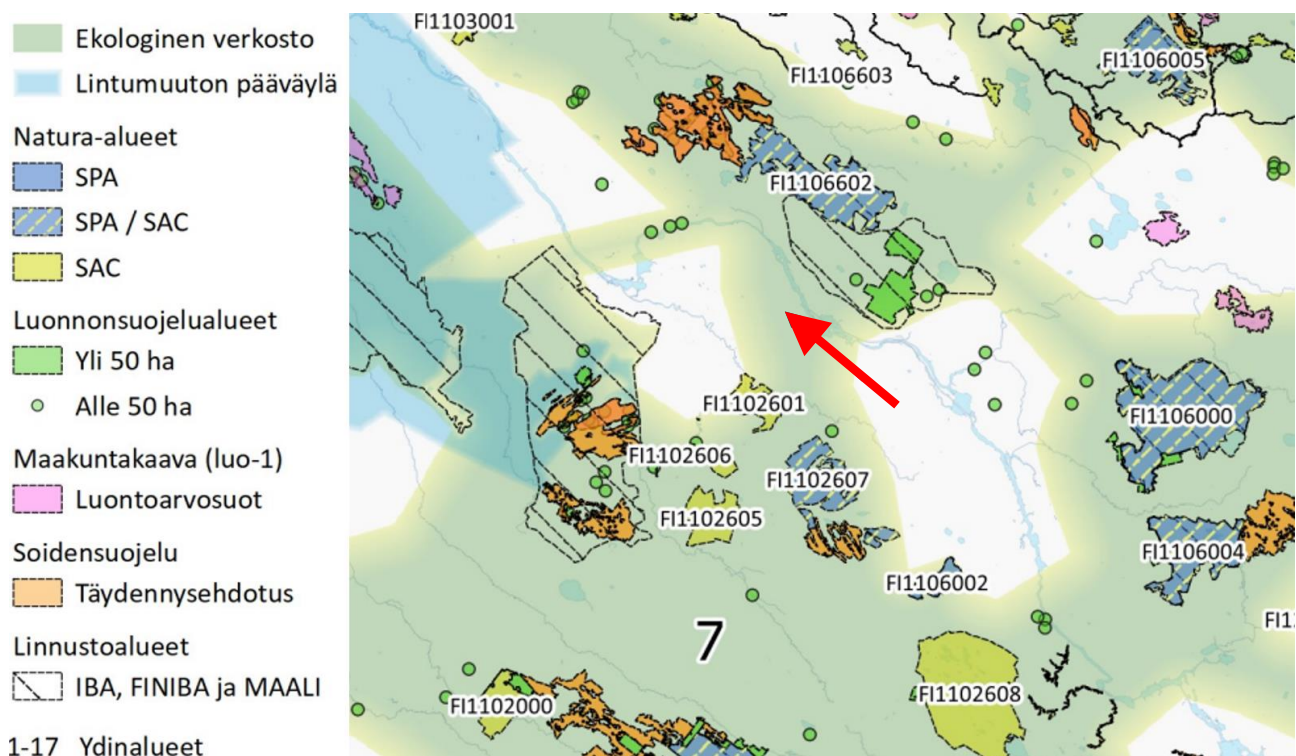 Ekologinen verkosto
Lintumuuton pääväylä
Natura-alueet
SPA
SPA / SAC
SAC
Luonnonsuojelualueet
Yli 50 ha
Alle 50 ha
Maakuntakaava (luo-1)
Luontoarvosuot
Soidensuojelu
Täydennysehdotus
Linnustoalueet
IBA, FINIBA ja MAALI
1-17 Ydinalueet
FI1103001
FI1106603
FI1106005
FI1106602
FI1102601
FI1106000
FI1102606
FI1102607
FI1102605
FI1106004
FI1106002
7
FI1102608
FI1102000